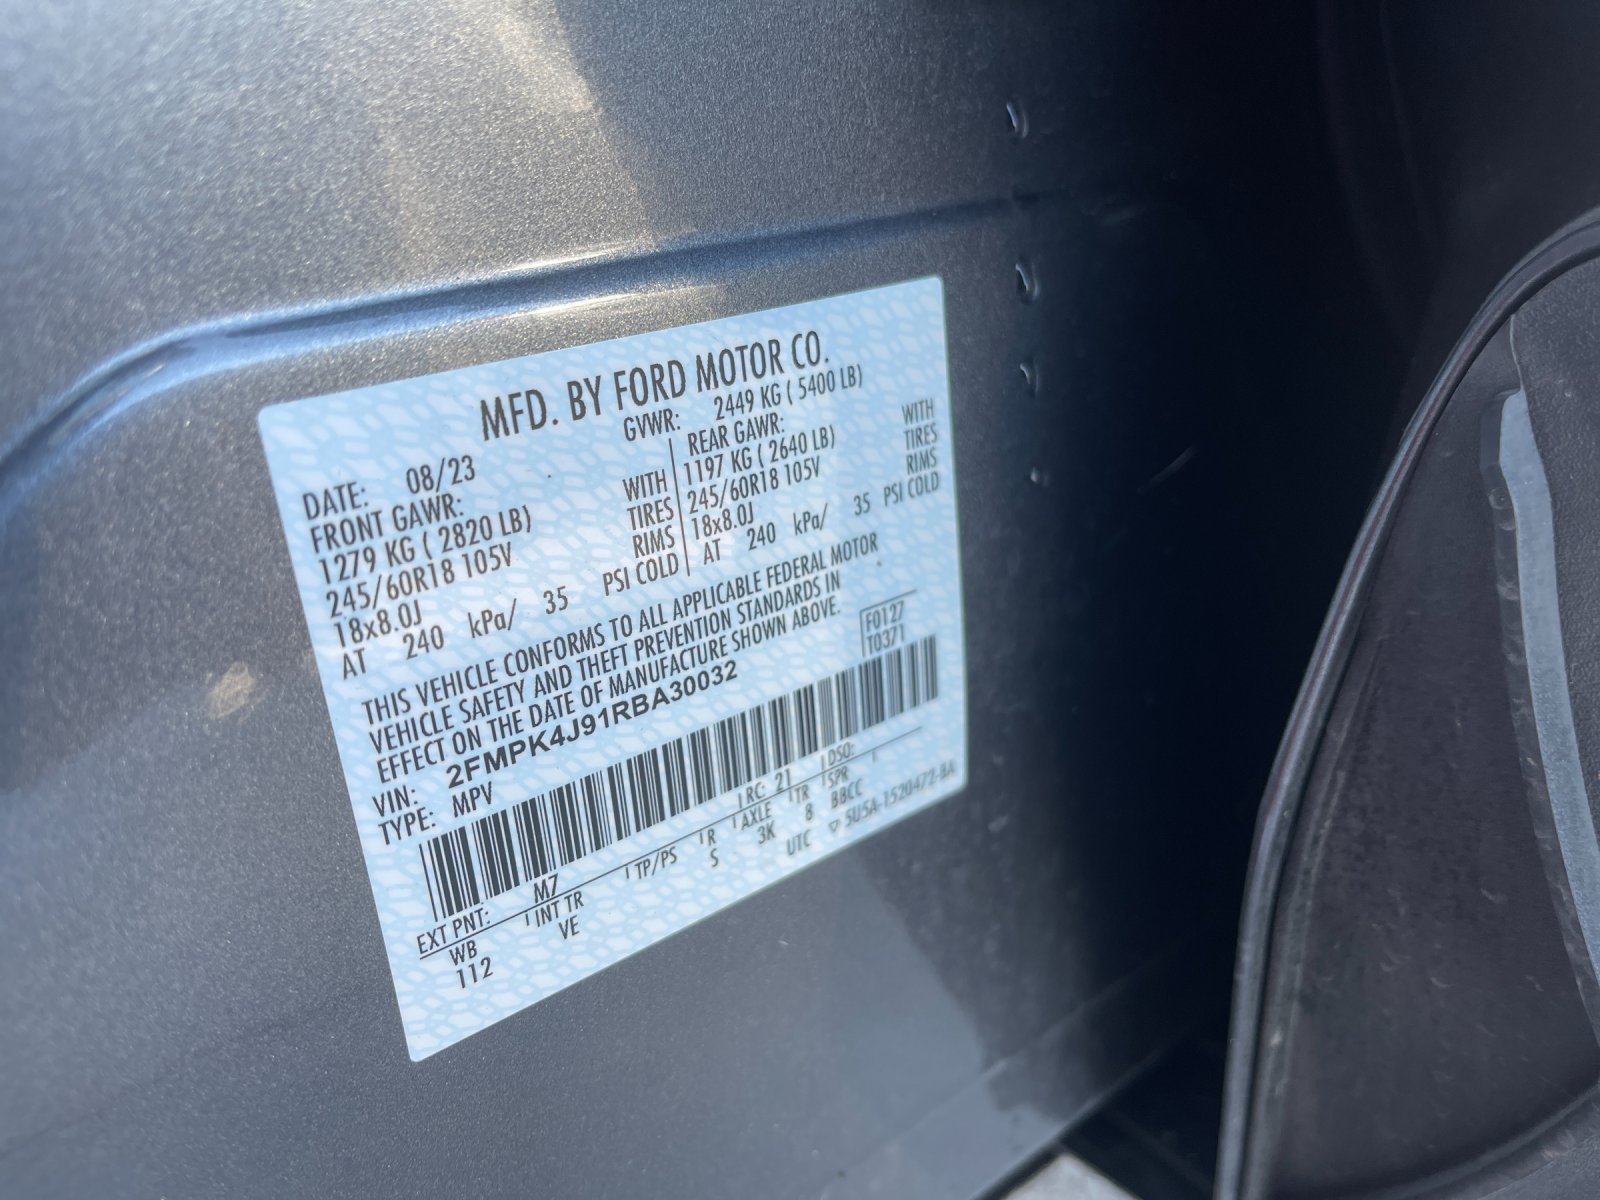 MFD. BY FORD MOTOR CO.
DATE: 08/23 GVWR: 2449 KG ( 5400 LB)
FRONT GAWR: REAR GAWR:
1279 KG ( 2820 LB) WITH 1197 KG ( 2640 LB) WITH
245/60R18 105V TIRES 245/60R18 105V TIRES
18x8.0J RIMS 18x8.0J RIMS
AT 240 kPa/ 35 PSI COLD AT 240 kPa/ 35 PSI COLD
THIS VEHICLE CONFORMS TO ALL APPLICABLE FEDERAL MOTOR
VEHICLE SAFETY AND THEFT PREVENTION STANDARDS IN
EFFECT ON THE DATE OF MANUFACTURE SHOWN ABOVE.
VIN: 2FMPK4J91RBA30032 F0127
TYPE: MPV T0371
EXT PNT: M7 RC: 21 DSO:
WB INT TR TP/PS R AXLE TR SPR
112 VE S 3K 8 BBCC
UTC ▽ 5U5A-1520472-BA